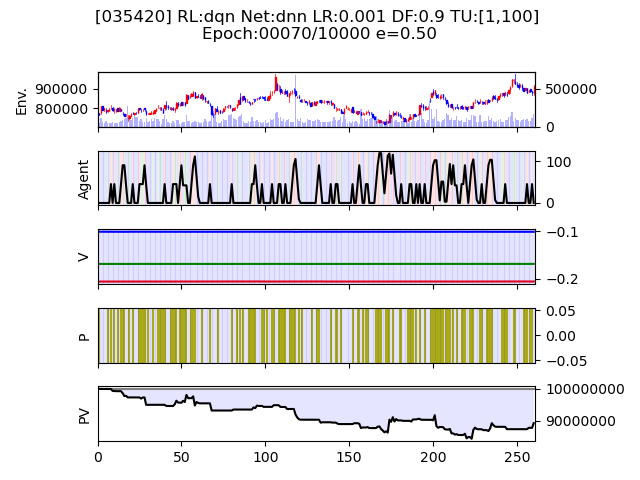 [035420] RL:dqn Net:dnn LR:0.001 DF:0.9 TU:[1,100]
Epoch:00070/10000 e=0.50
Env.
900000
800000
500000
0
Agent
100
0
V
−0.1
−0.2
P
0.05
0.00
−0.05
PV
100000000
90000000
0 50 100 150 200 250